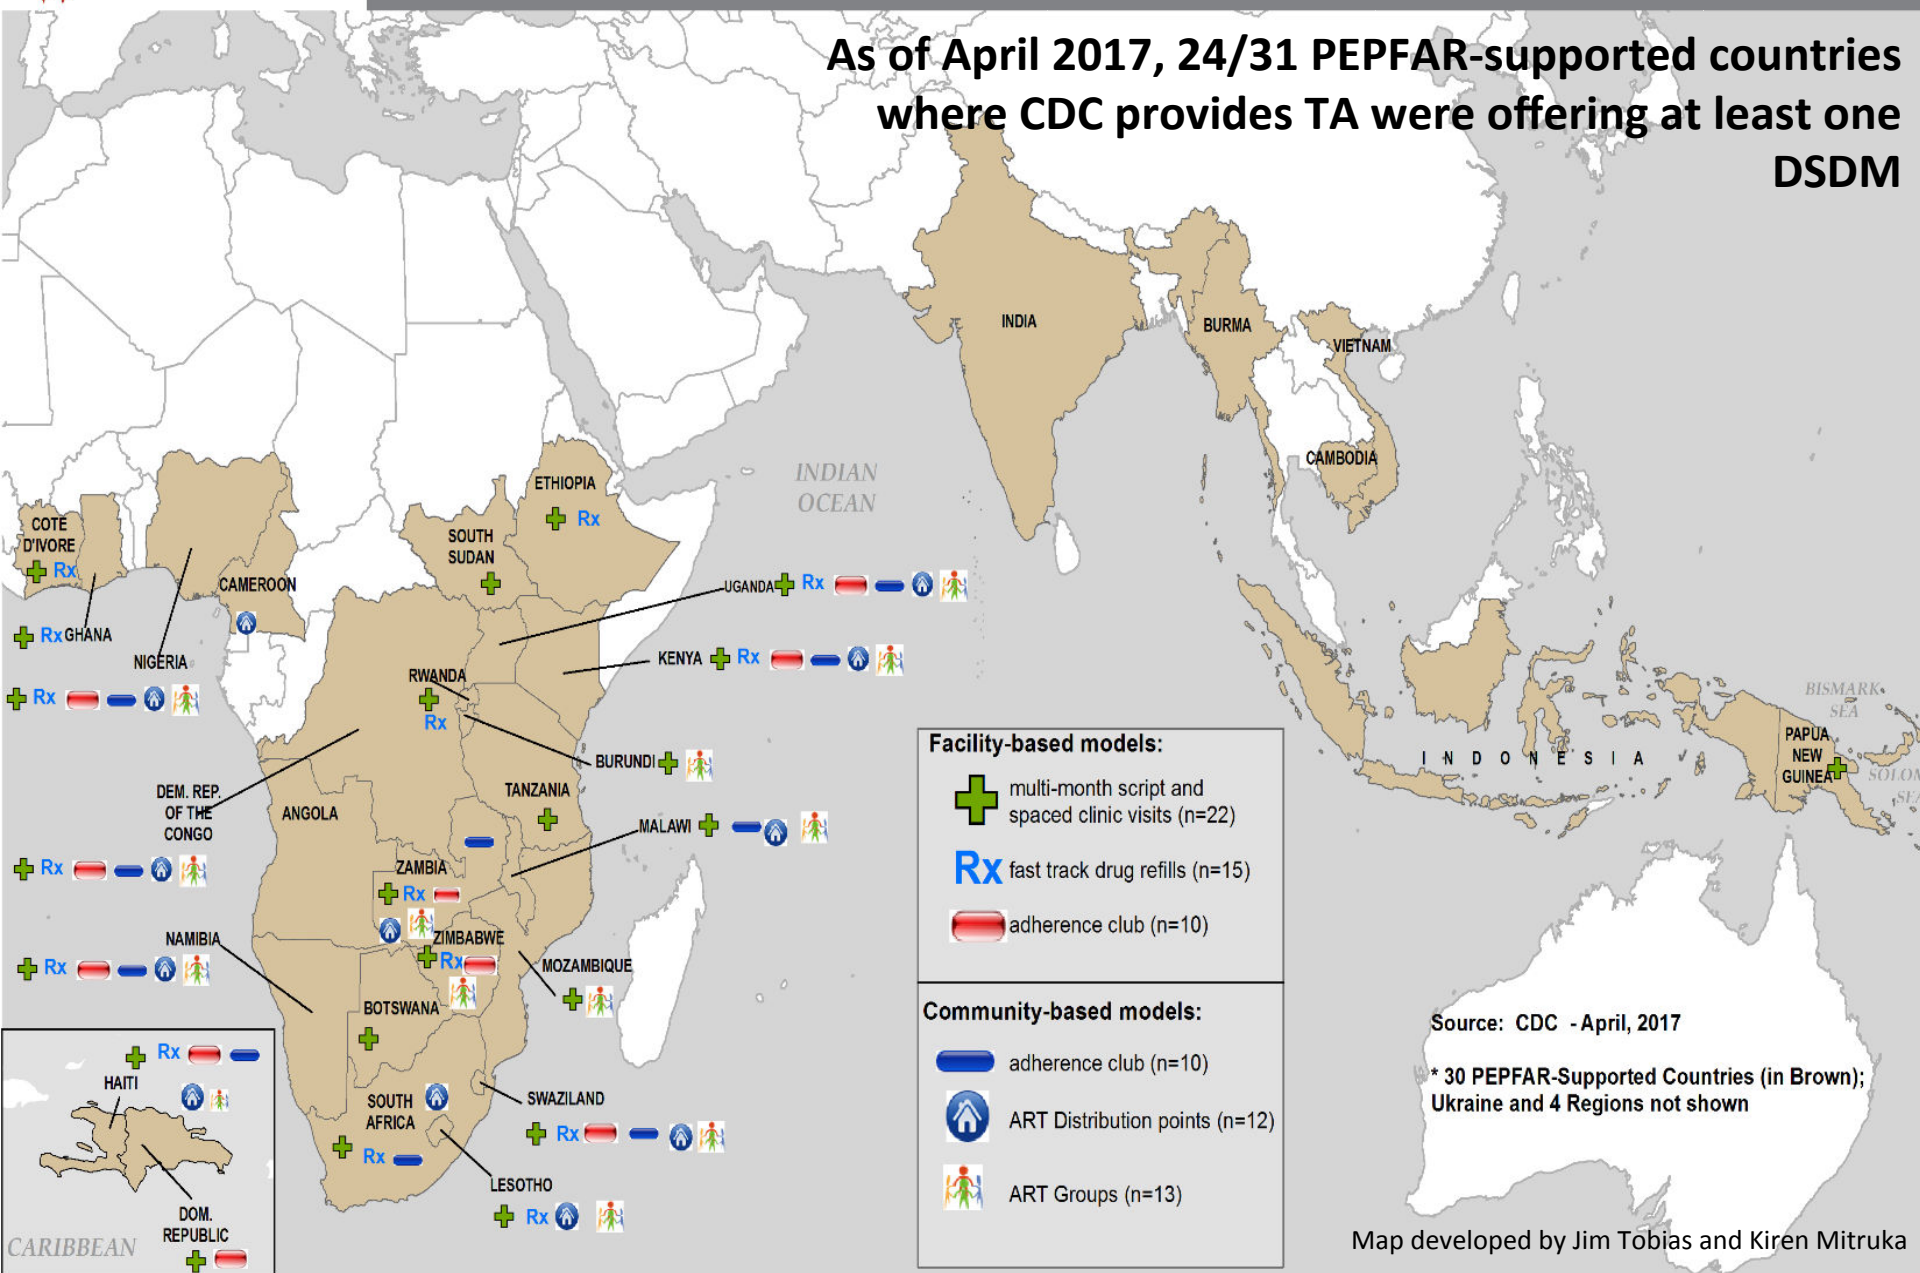 As of April 2017, 24/31 PEPFAR-supported countries
where CDC provides TA were offering at least one
DSDM
INDIA
BURMA
VIETNAM
CAMBODIA
INDIAN
OCEAN
ETHIOPIA
Rx
SOUTH
SUDAN
COTE
D'IVORE
Rx
CAMEROON
UGANDA Rx
Rx GHANA
NIGERIA
Rx
KENYA Rx
RWANDA
Rx
BURUNDI
TANZANIA
DEM. REP.
OF THE
CONGO
Rx
ANGOLA
MALAWI
ZAMBIA
Rx
NAMIBIA
Rx
ZIMBABWE
Rx
MOZAMBIQUE
BOTSWANA
SOUTH
AFRICA
Rx
SWAZILAND
Rx
LESOTHO
Rx
Rx
HAITI
DOM.
REPUBLIC
CARIBBEAN
BISMARK
SEA
PAPUA
NEW
GUINEA
INDONESIA
Facility-based models:
multi-month script and
spaced clinic visits (n=22)
Rx fast track drug refills (n=15)
adherence club (n=10)
Community-based models:
adherence club (n=10)
ART Distribution points (n=12)
ART Groups (n=13)
Source: CDC - April, 2017
* 30 PEPFAR-Supported Countries (in Brown);
Ukraine and 4 Regions not shown
Map developed by Jim Tobias and Kiren Mitruka